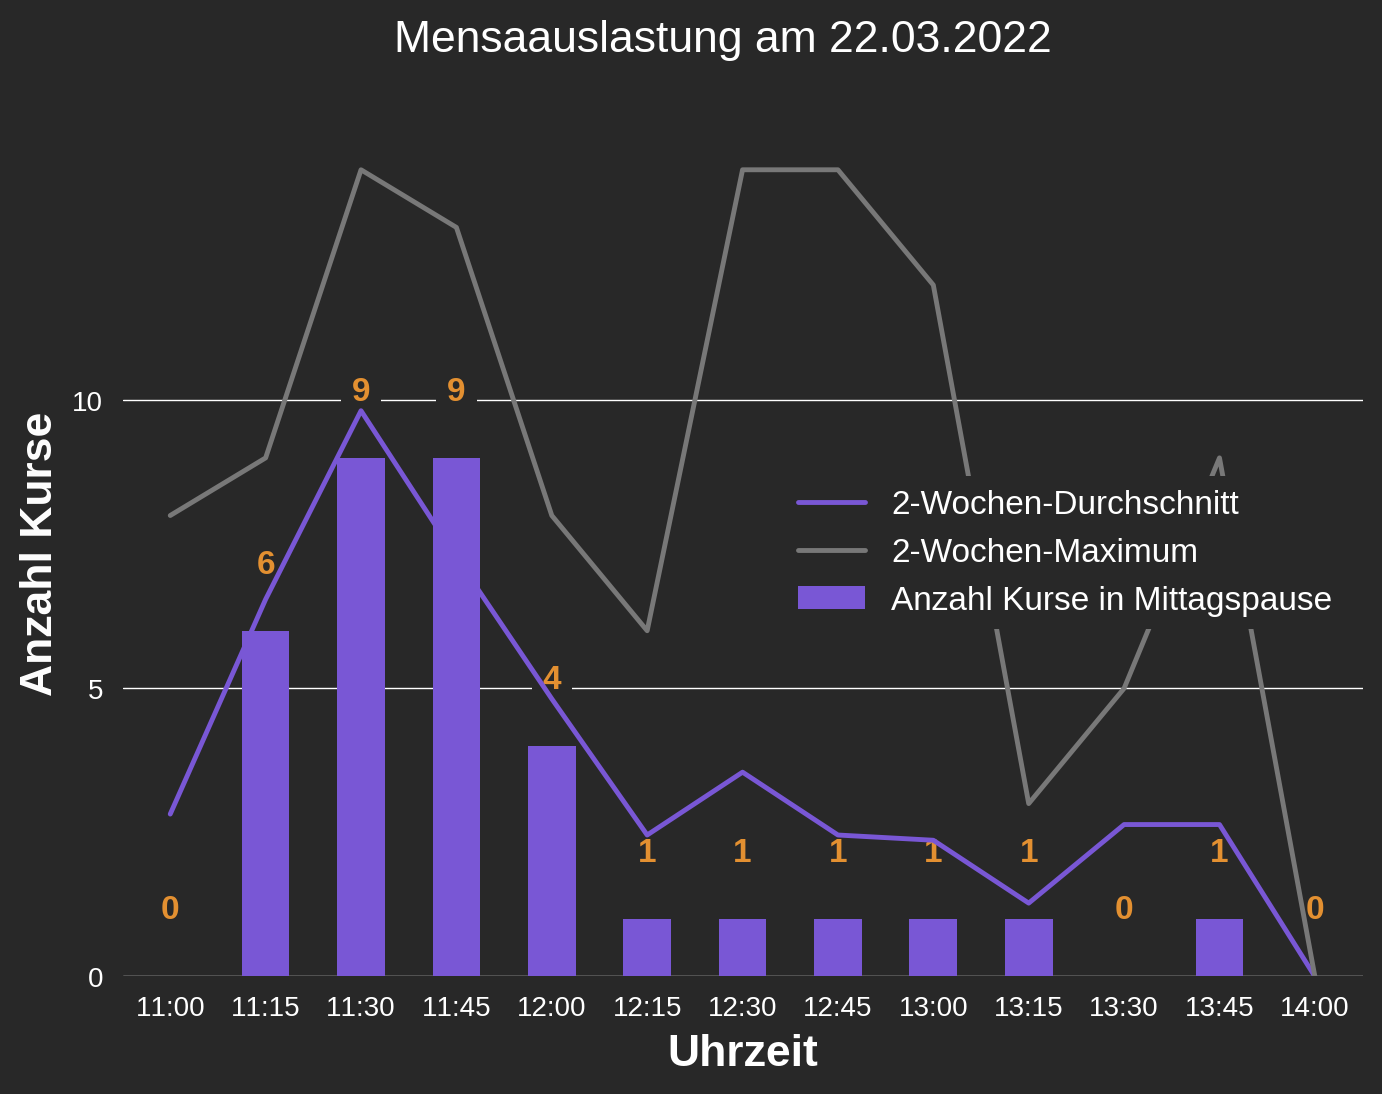 Mensaauslastung am 22.03.2022
Anzahl Kurse
10
5
0
9
9
6
4
1
1
1
1
1
1
0
0
0
2-Wochen-Durchschnitt
2-Wochen-Maximum
Anzahl Kurse in Mittagspause
11:00 11:15 11:30 11:45 12:00 12:15 12:30 12:45 13:00 13:15 13:30 13:45 14:00
Uhrzeit